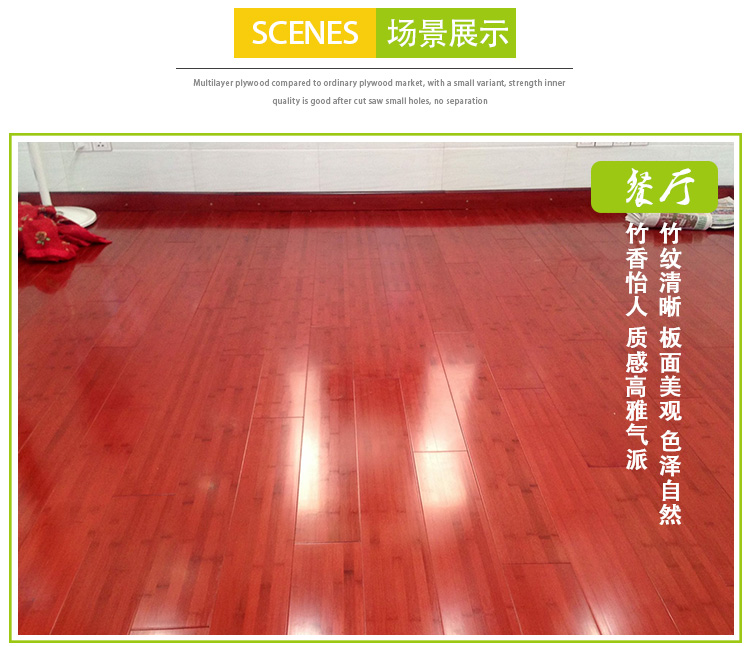 SCENES 场景展示
Multilayer plywood compared to ordinary plywood market, with a small variant, strength inner
quality is good after cut saw small holes, no separation
餐厅
竹纹清晰 板面美观 色泽自然
竹香怡人 质感高雅气派